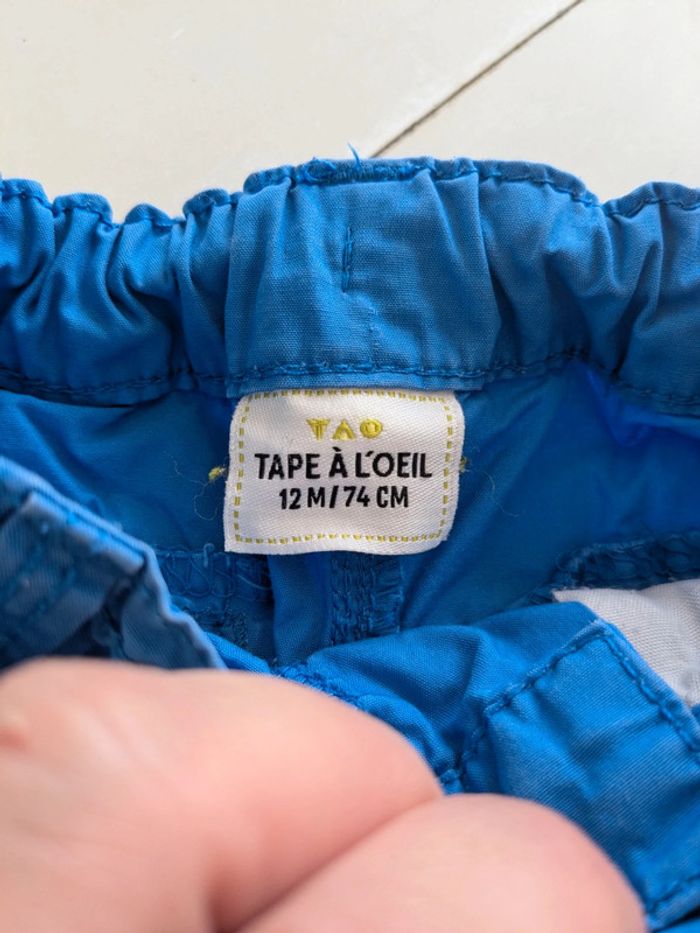 TAO
TAPE À L'OEIL
12 M/74 CM